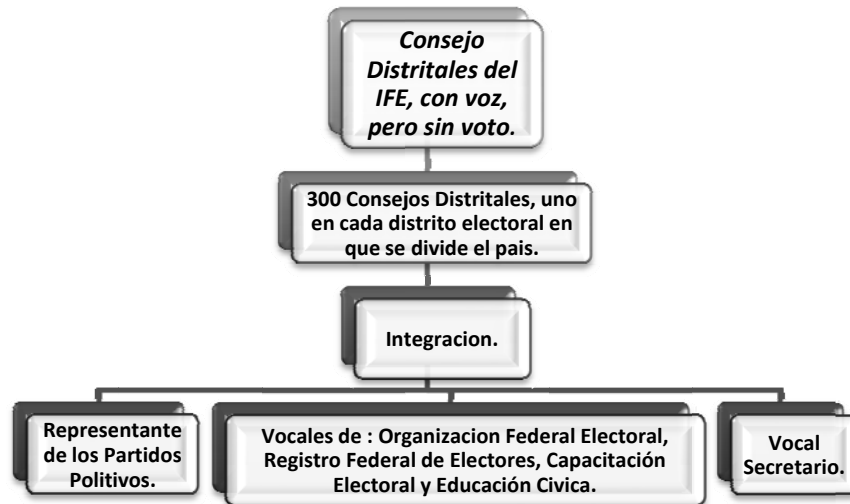 Consejo
Distritales del
IFE, con voz,
pero sin voto.
300 Consejos Distritales, uno
en cada distrito electoral en
que se divide el pais.
Integracion.
Representante
de los Partidos
Politivos.
Vocales de : Organizacion Federal Electoral,
Registro Federal de Electores, Capacitación
Electoral y Educación Civica.
Vocal
Secretario.